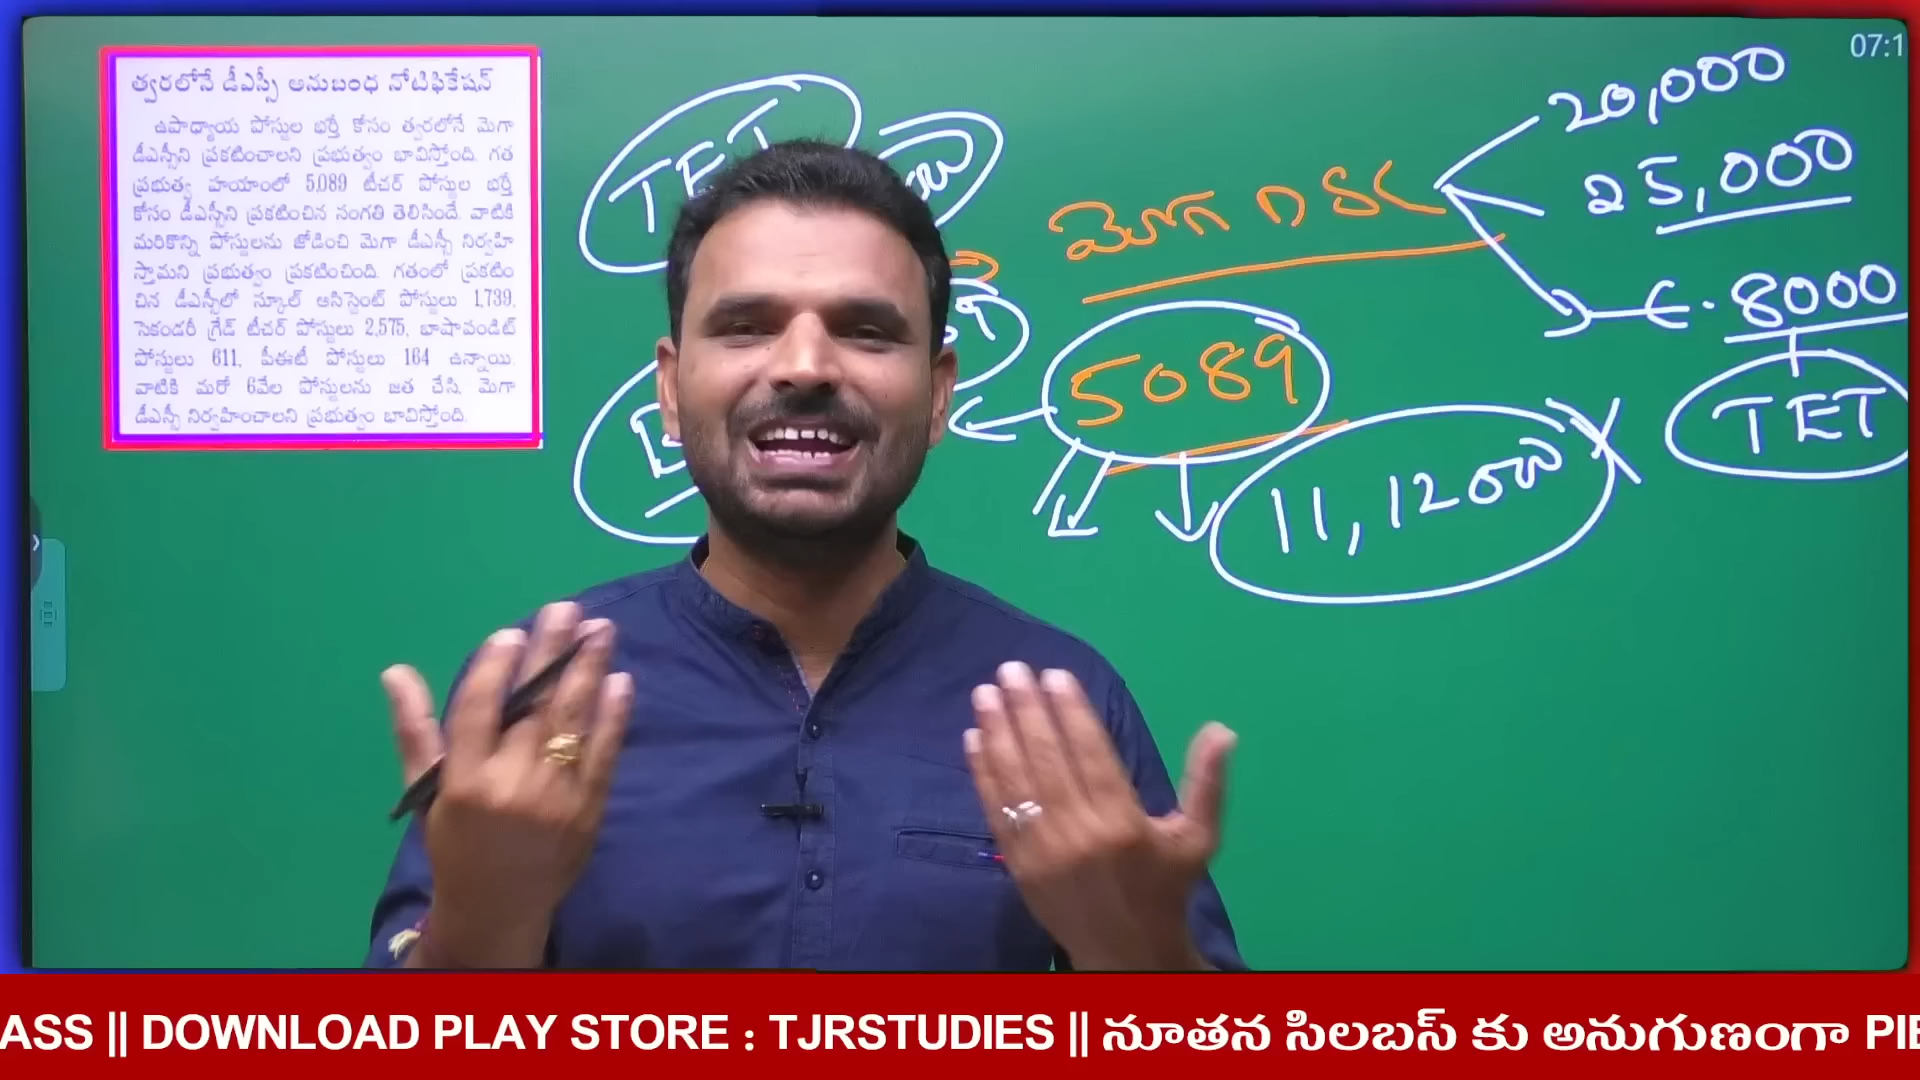 త్వరలోనే డీఎస్సీ అనుబంధ నోటిఫికేషన్
ఉపాధ్యాయ పోస్టుల భర్తీ కోసం త్వరలోనే మెగా
డీఎస్సీని ప్రకటించాలని ప్రభుత్వం భావిస్తోంది. గత
ప్రభుత్వ హయాంలో 5,089 టీచర్ పోస్టుల భర్తీ
కోసం డీఎస్సీని ప్రకటించిన సంగతి తెలిసిందే. వాటికి
మరికొన్ని పోస్టులను జోడించి మెగా డీఎస్సీ నిర్వహి
స్తామని ప్రభుత్వం ప్రకటించింది. గతంలో ప్రకటిం
చిన డీఎస్సీలో స్కూల్ అసిస్టెంట్ పోస్టులు 1,739,
సెకండరీ గ్రేడ్ టీచర్ పోస్టులు 2,575, బాషాపండిట్
పోస్టులు 611, పీఈటీ పోస్టులు 164 ఉన్నాయి.
వాటికి మరో 6వేల పోస్టులను జత చేసి, మెగా
డీఎస్సీ నిర్వహించాలని ప్రభుత్వం భావిస్తోంది.
07:1
TET
మెగా DSC
20,000
25,000
8000
TET
5089
ASS || DOWNLOAD PLAY STORE : TJRSTUDIES || నూతన సిలబస్ కు అనుగుణంగా PIE